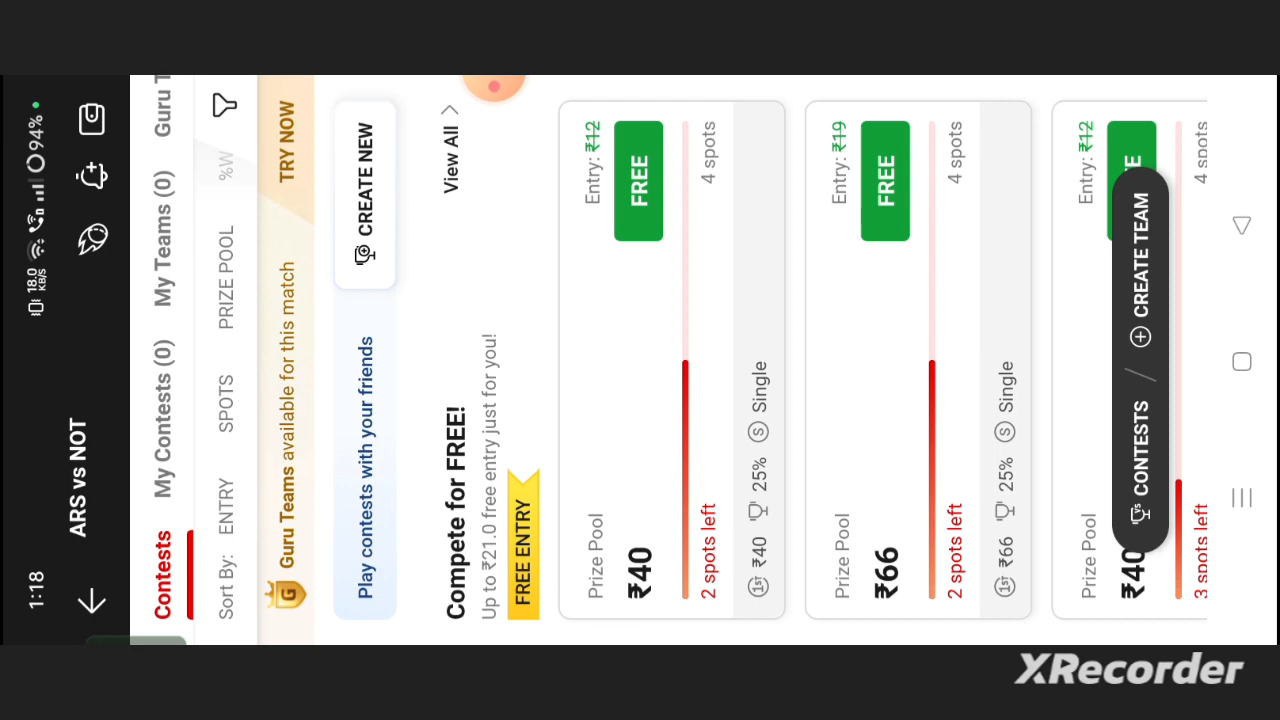 1:18
18.0 KB/S
94%
ARS vs NOT
Contests
My Contests (0)
My Teams (0)
Guru T
Sort By:
ENTRY
SPOTS
PRIZE POOL
%W
Guru Teams available for this match
TRY NOW
Play contests with your friends
CREATE NEW
Compete for FREE!
View All
Up to ₹21.0 free entry just for you!
FREE ENTRY
Prize Pool
Entry: ₹12
₹40
FREE
2 spots left
4 spots
1ST ₹40
25%
S Single
Prize Pool
Entry: ₹19
₹66
FREE
2 spots left
4 spots
1ST ₹66
25%
S Single
Prize Pool
Entry: ₹12
₹40
VS CONTESTS / CREATE TEAM
3 spots left
4 spots
XRecorder